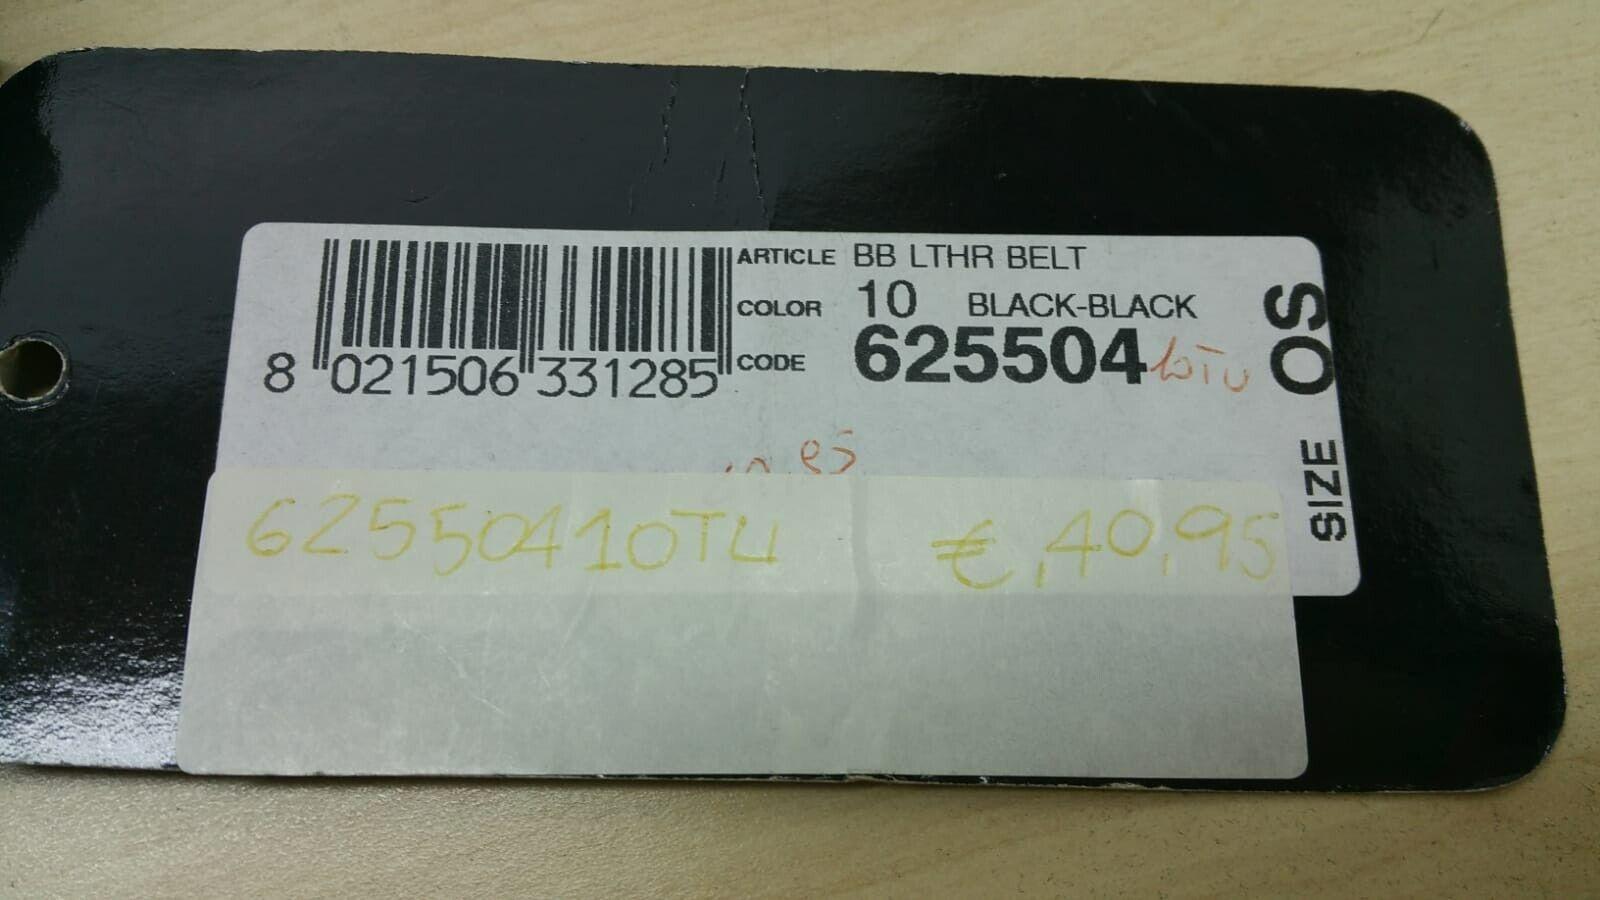 ARTICLE BB LTHR BELT
COLOR 10 BLACK-BLACK
CODE 625504 10TU
8 021506 331285
SIZE OS
62550410TU €,40,95